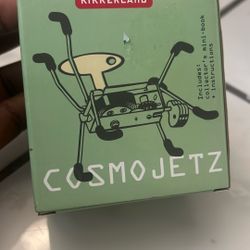 KIKKERLAND
Includes:
collector's mini-book
+ instructions
COSMOJETZ